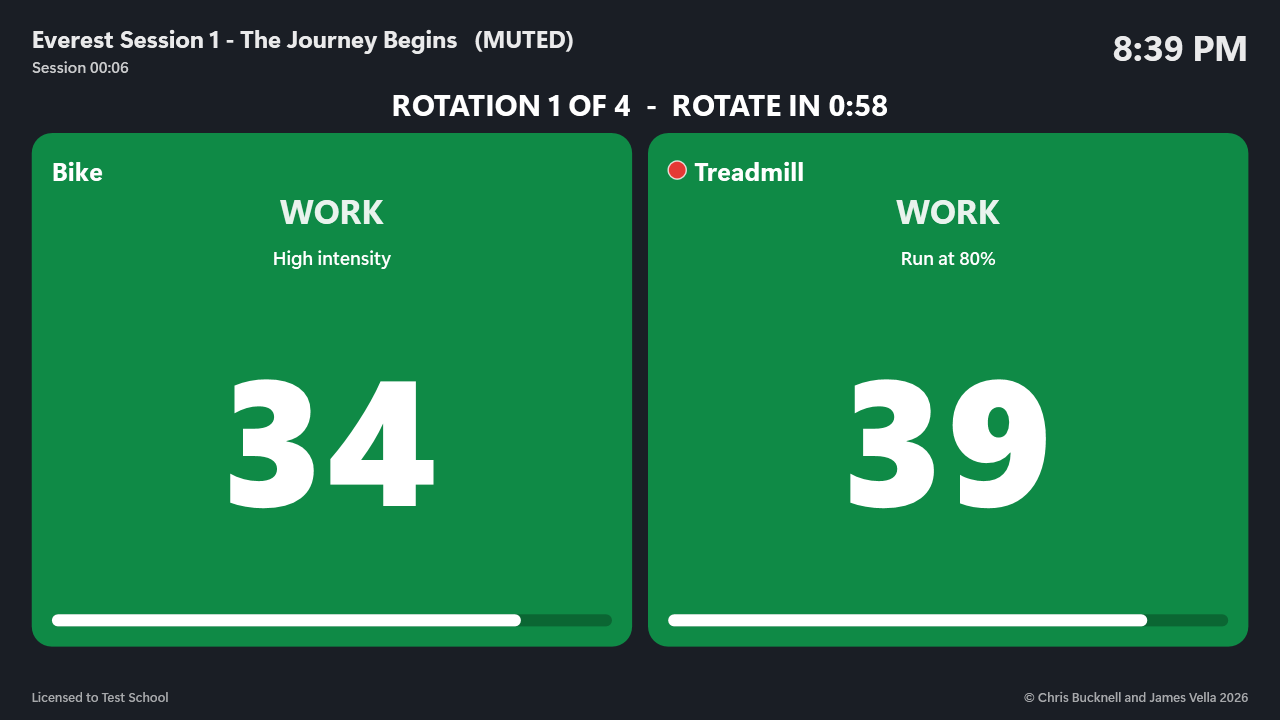 Everest Session 1 - The Journey Begins (MUTED)
Session 00:06
8:39 PM
ROTATION 1 OF 4 - ROTATE IN 0:58
Bike
WORK
High intensity
34
Treadmill
WORK
Run at 80%
39
Licensed to Test School
© Chris Bucknell and James Vella 2026